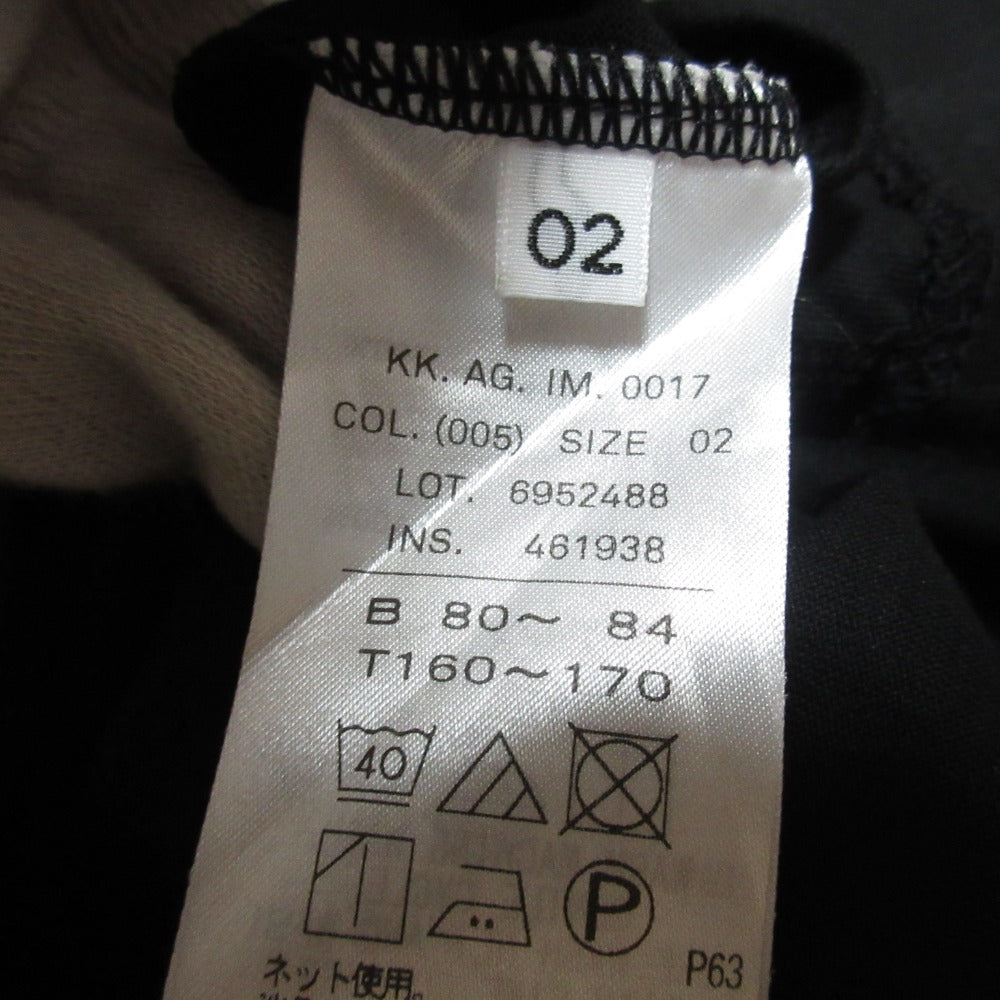 02
KK. AG. IM. 0017
COL. (005) SIZE 02
LOT. 6952488
INS. 461938
B 80~ 84
T160~170
40
P
P63
ネット使用。